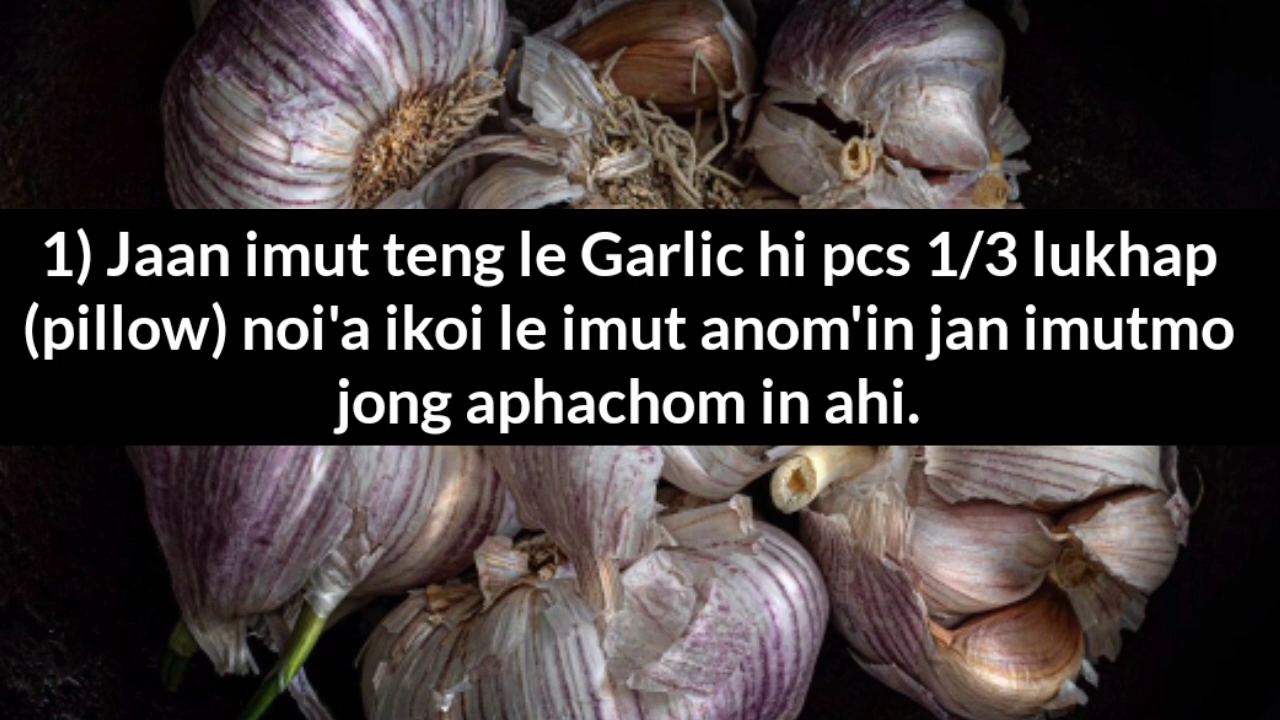 1) Jaan imut teng le Garlic hi pcs 1/3 lukhap
(pillow) noi'a ikoi le imut anom'in jan imutmo
jong aphachom in ahi.